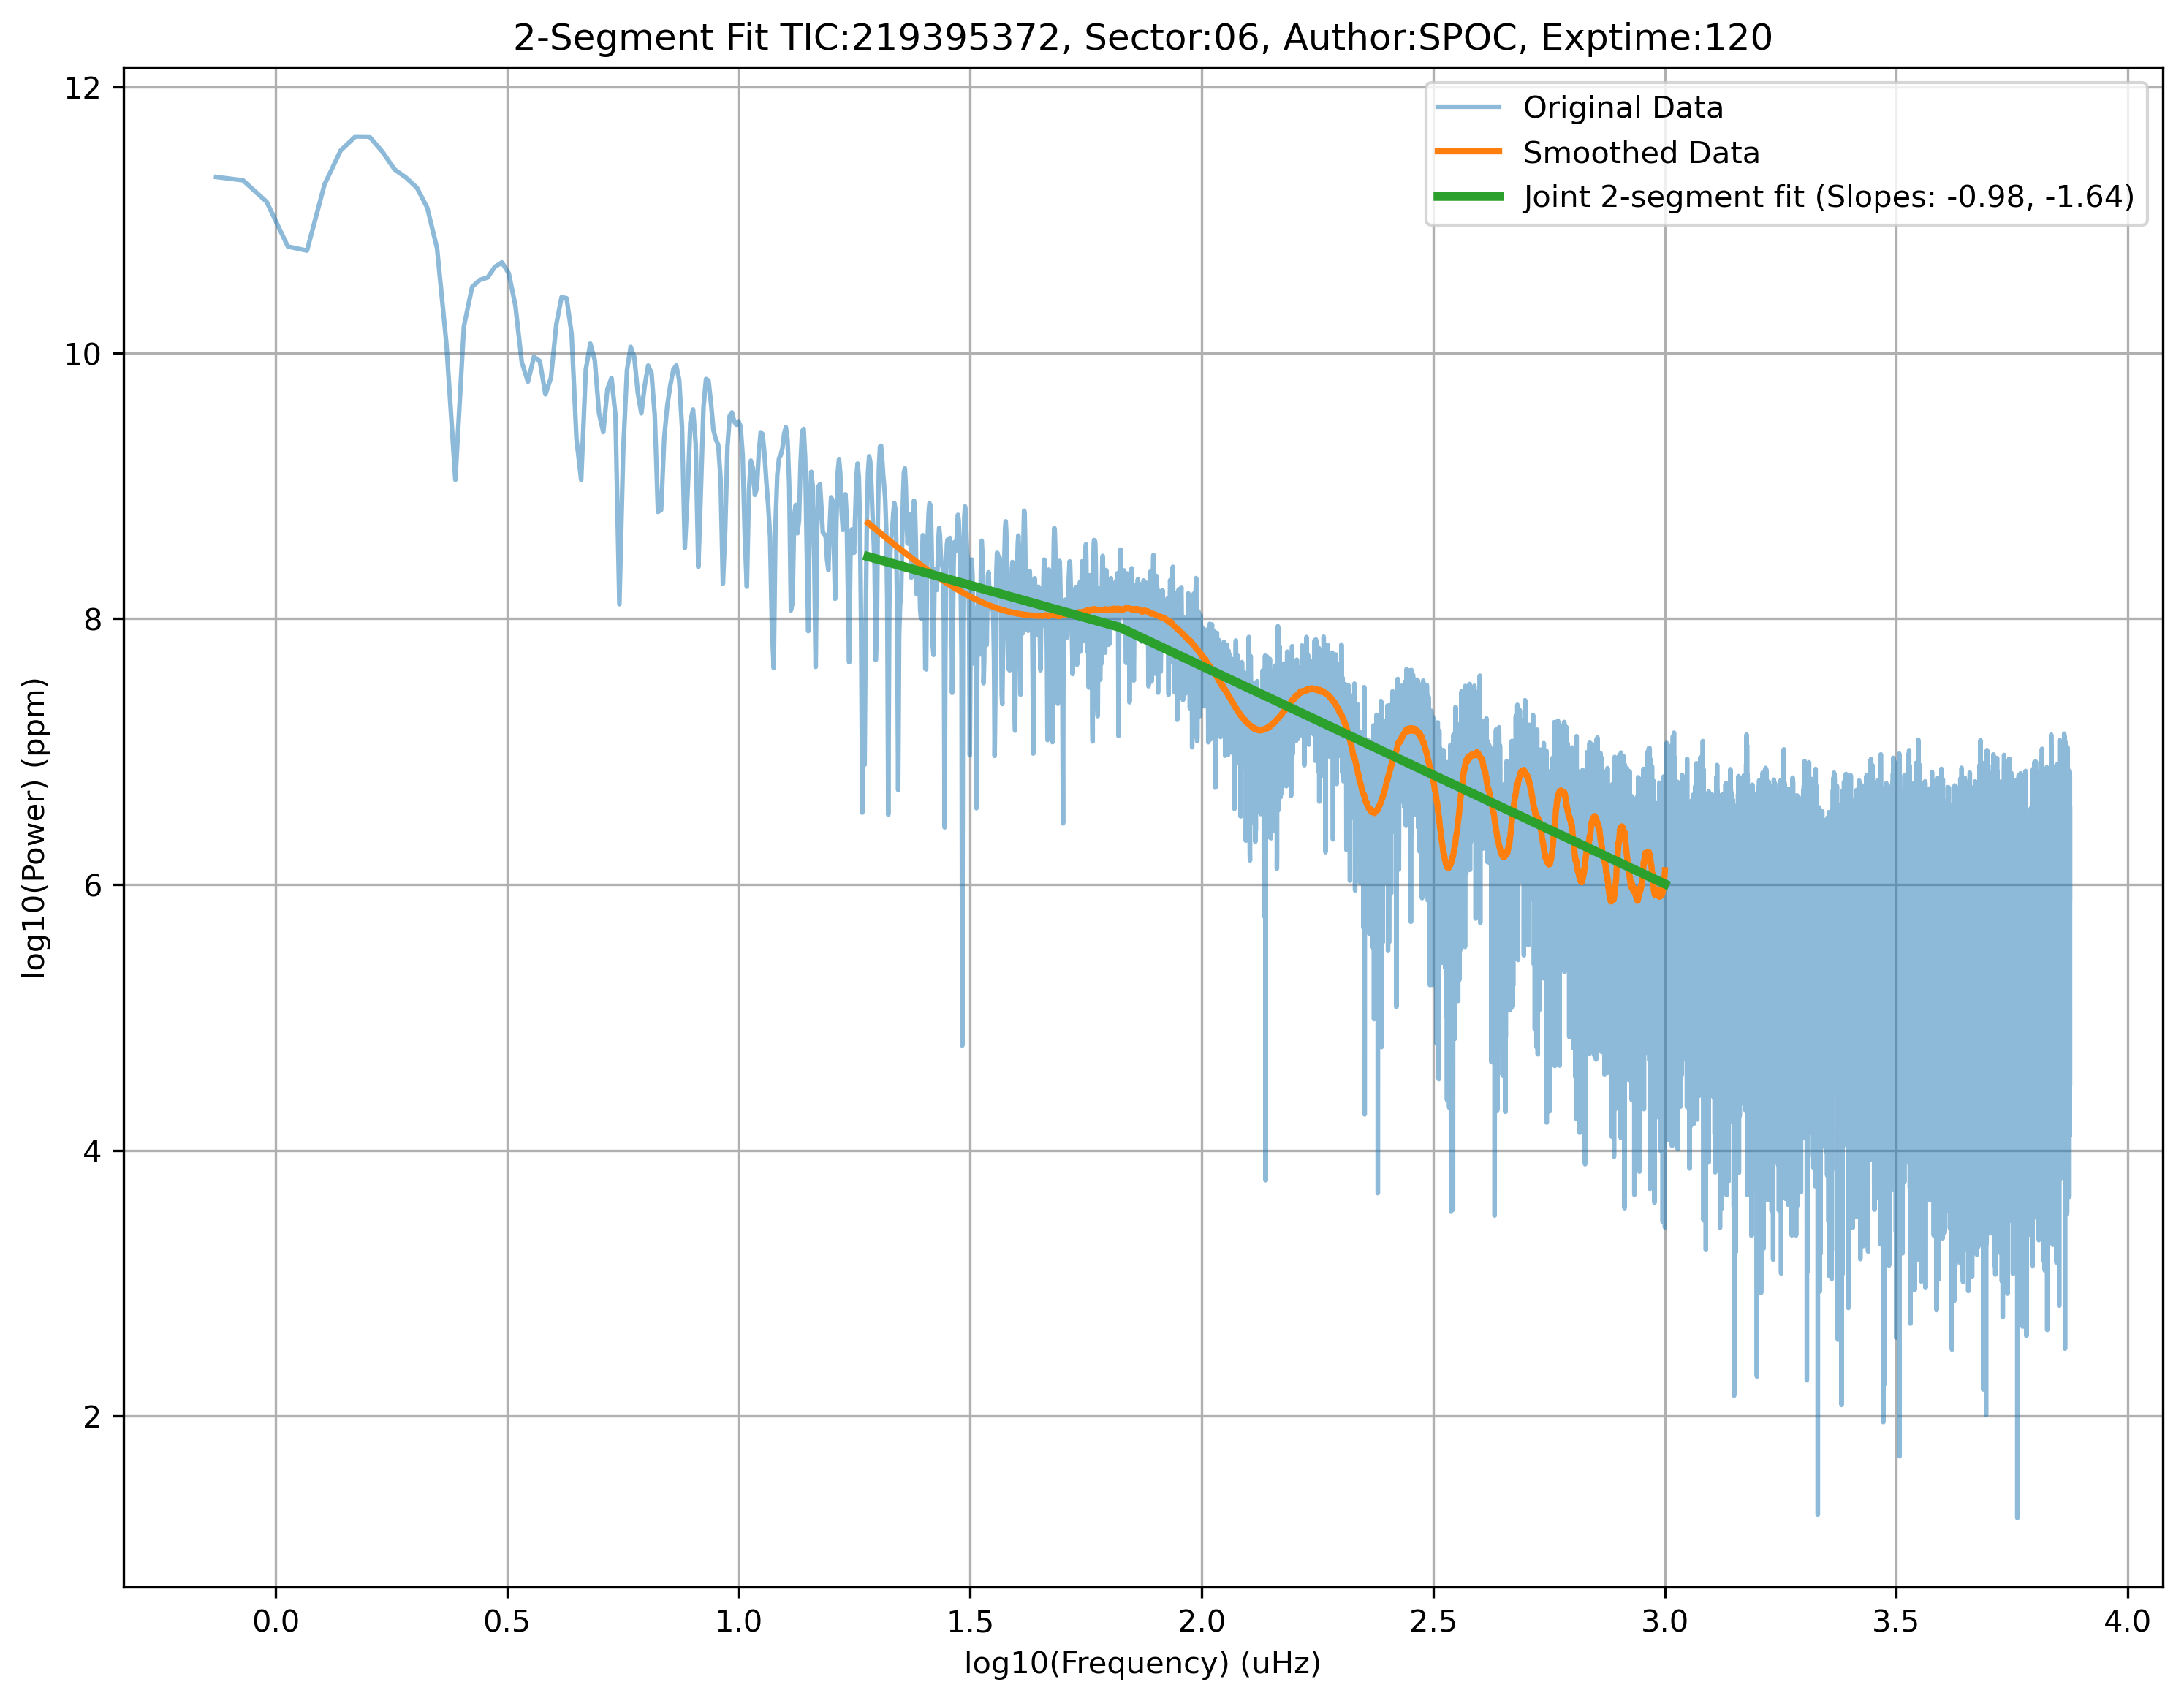 2-Segment Fit TIC:219395372, Sector:06, Author:SPOC, Exptime:120
Original Data
Smoothed Data
Joint 2-segment fit (Slopes: -0.98, -1.64)
log10(Power) (ppm)
12
10
8
6
4
2
0.0 0.5 1.0 1.5 2.0 2.5 3.0 3.5 4.0
log10(Frequency) (uHz)